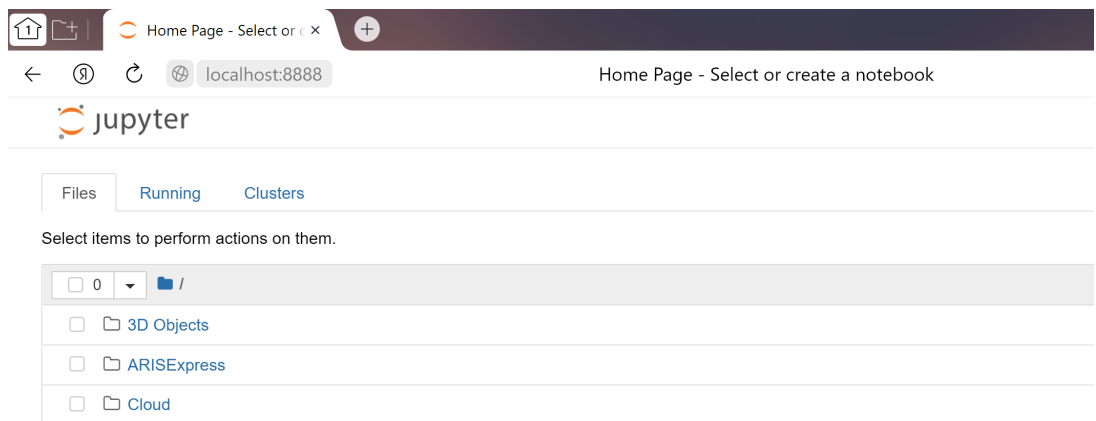 1
Home Page - Select or c
Я localhost:8888 Home Page - Select or create a notebook
jupyter
Files Running Clusters
Select items to perform actions on them.
0 /
3D Objects
ARISExpress
Cloud